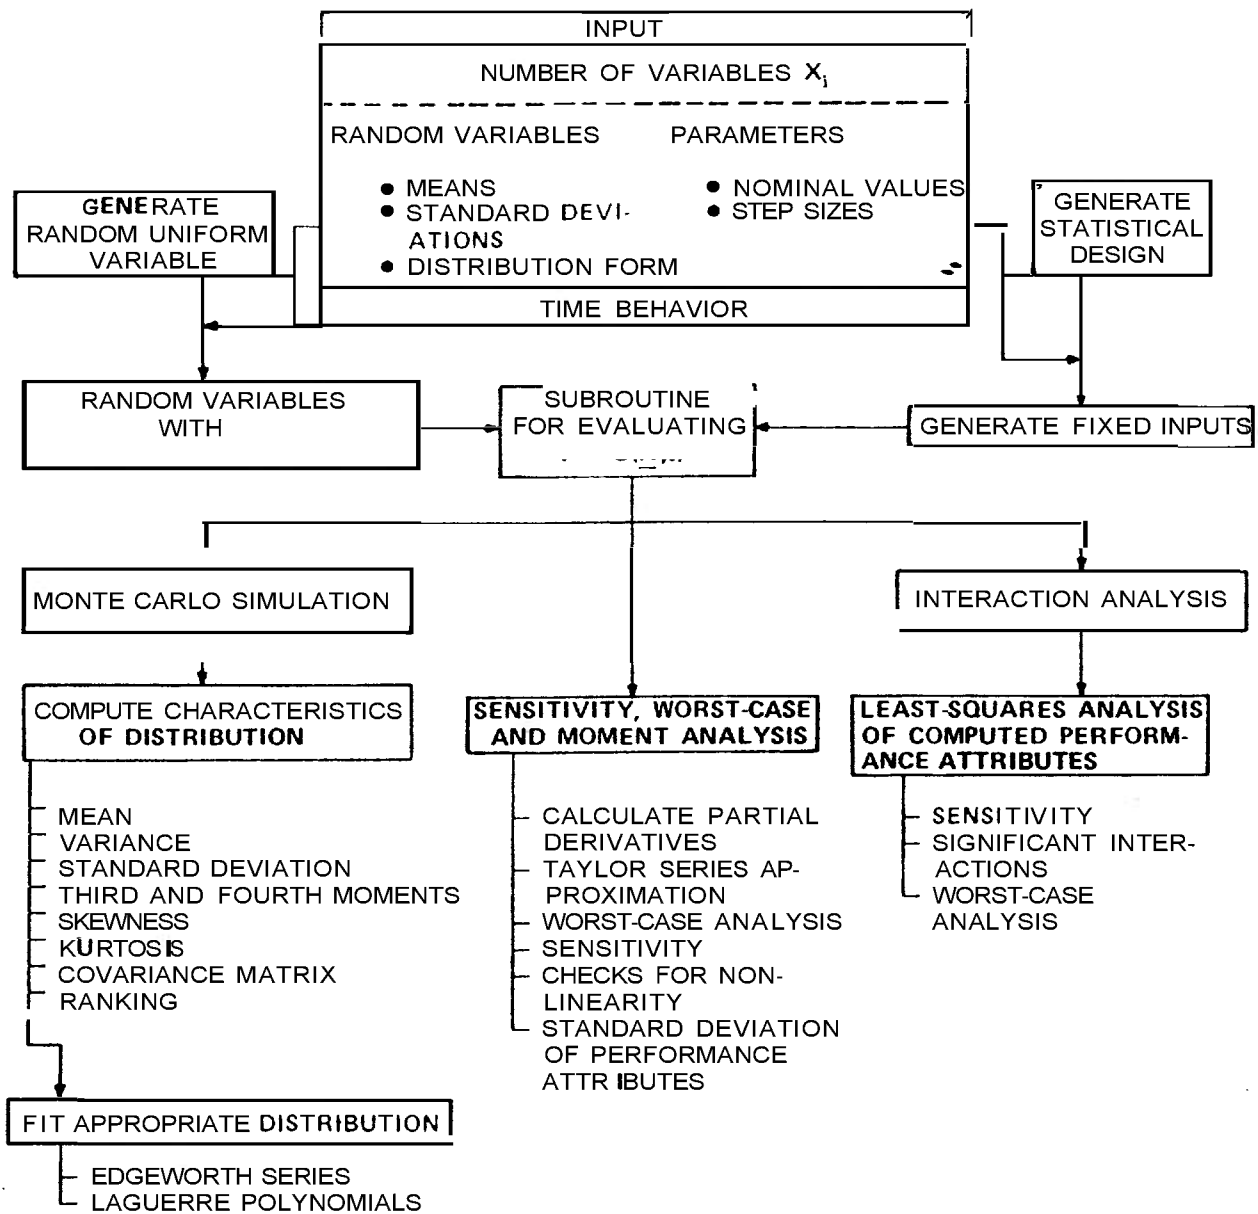 INPUT
NUMBER OF VARIABLES Xi
RANDOM VARIABLES
● MEANS
● STANDARD DEVI-
ATIONS
● DISTRIBUTION FORM
PARAMETERS
● NOMINAL VALUES
● STEP SIZES
TIME BEHAVIOR
GENERATE
RANDOM UNIFORM
VARIABLE
GENERATE
STATISTICAL
DESIGN
RANDOM VARIABLES
WITH
SUBROUTINE
FOR EVALUATING
GENERATE FIXED INPUTS
MONTE CARLO SIMULATION
INTERACTION ANALYSIS
COMPUTE CHARACTERISTICS
OF DISTRIBUTION
MEAN
VARIANCE
STANDARD DEVIATION
THIRD AND FOURTH MOMENTS
SKEWNESS
KURTOSIS
COVARIANCE MATRIX
RANKING
FIT APPROPRIATE DISTRIBUTION
EDGEWORTH SERIES
LAGUERRE POLYNOMIALS
SENSITIVITY, WORST-CASE
AND MOMENT ANALYSIS
CALCULATE PARTIAL
DERIVATIVES
TAYLOR SERIES AP-
PROXIMATION
WORST-CASE ANALYSIS
SENSITIVITY
CHECKS FOR NON-
LINEARITY
STANDARD DEVIATION
OF PERFORMANCE
ATTRIBUTES
LEAST-SQUARES ANALYSIS
OF COMPUTED PERFORM-
ANCE ATTRIBUTES
SENSITIVITY
SIGNIFICANT INTER-
ACTIONS
WORST-CASE
ANALYSIS